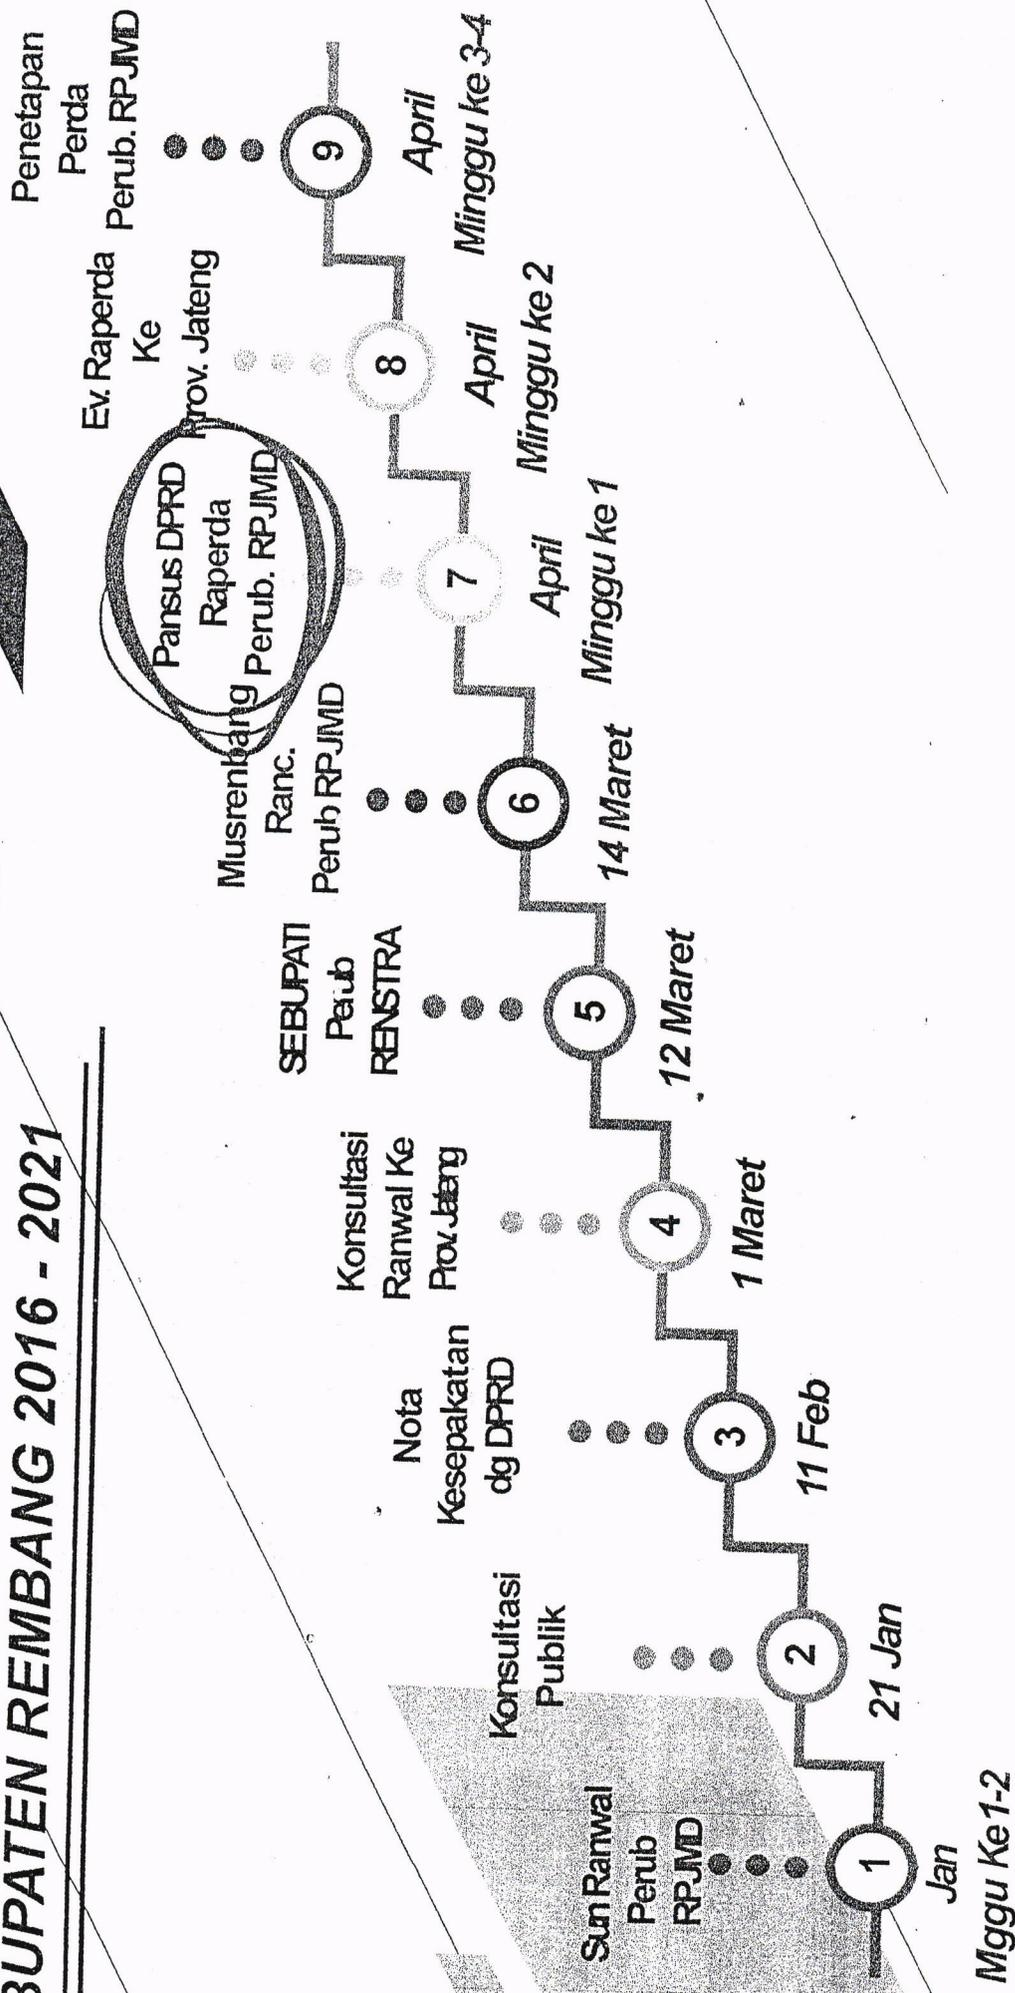 BUPATEN REMBANG 2016 - 2021
Sun Ranwal
Perub
RPJMD
1
Jan
Mggu Ke 1-2
Konsultasi
Publik
2
21 Jan
Nota
Kesepakatan
dg DPRD
3
11 Feb
Konsultasi
Ranwal Ke
Prov. Jateng
4
1 Maret
SEBUPATI
Perub
RENSTRA
5
12 Maret
Musrenbang
Ranc.
Perub RPJMD
6
14 Maret
Pansus DPRD
Raperda
Perub. RPJMD
7
April
Minggu ke 1
Ev. Raperda
Ke
Prov. Jateng
8
April
Minggu ke 2
Penetapan
Perda
Perub. RPJMD
9
April
Minggu ke 3-4